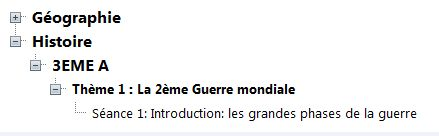 Géographie
Histoire
3EME A
Thème 1 : La 2ème Guerre mondiale
Séance 1: Introduction: les grandes phases de la guerre